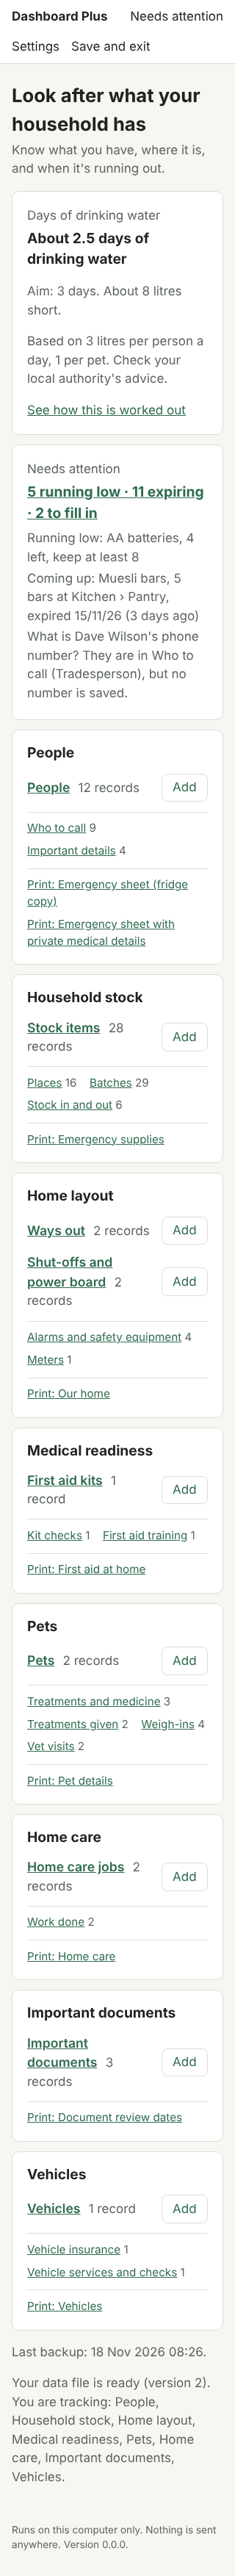 Dashboard Plus Needs attention
Settings Save and exit
Look after what your
household has
Know what you have, where it is,
and when it's running out.
Days of drinking water
About 2.5 days of
drinking water
Aim: 3 days. About 8 litres
short.
Based on 3 litres per person a
day, 1 per pet. Check your
local authority's advice.
See how this is worked out
Needs attention
5 running low · 11 expiring
· 2 to fill in
Running low: AA batteries, 4
left, keep at least 8
Coming up: Muesli bars, 5
bars at Kitchen › Pantry,
expired 15/11/26 (3 days ago)
What is Dave Wilson's phone
number? They are in Who to
call (Tradesperson), but no
number is saved.
People
People 12 records Add
Who to call 9
Important details 4
Print: Emergency sheet (fridge
copy)
Print: Emergency sheet with
private medical details
Household stock
Stock items 28
records Add
Places 16 Batches 29
Stock in and out 6
Print: Emergency supplies
Home layout
Ways out 2 records Add
Shut-offs and
power board 2
records Add
Alarms and safety equipment 4
Meters 1
Print: Our home
Medical readiness
First aid kits 1
record Add
Kit checks 1 First aid training 1
Print: First aid at home
Pets
Pets 2 records Add
Treatments and medicine 3
Treatments given 2 Weigh-ins 4
Vet visits 2
Print: Pet details
Home care
Home care jobs 2
records Add
Work done 2
Print: Home care
Important documents
Important
documents 3
records Add
Print: Document review dates
Vehicles
Vehicles 1 record Add
Vehicle insurance 1
Vehicle services and checks 1
Print: Vehicles
Last backup: 18 Nov 2026 08:26.
Your data file is ready (version 2).
You are tracking: People,
Household stock, Home layout,
Medical readiness, Pets, Home
care, Important documents,
Vehicles.
Runs on this computer only. Nothing is sent
anywhere. Version 0.0.0.